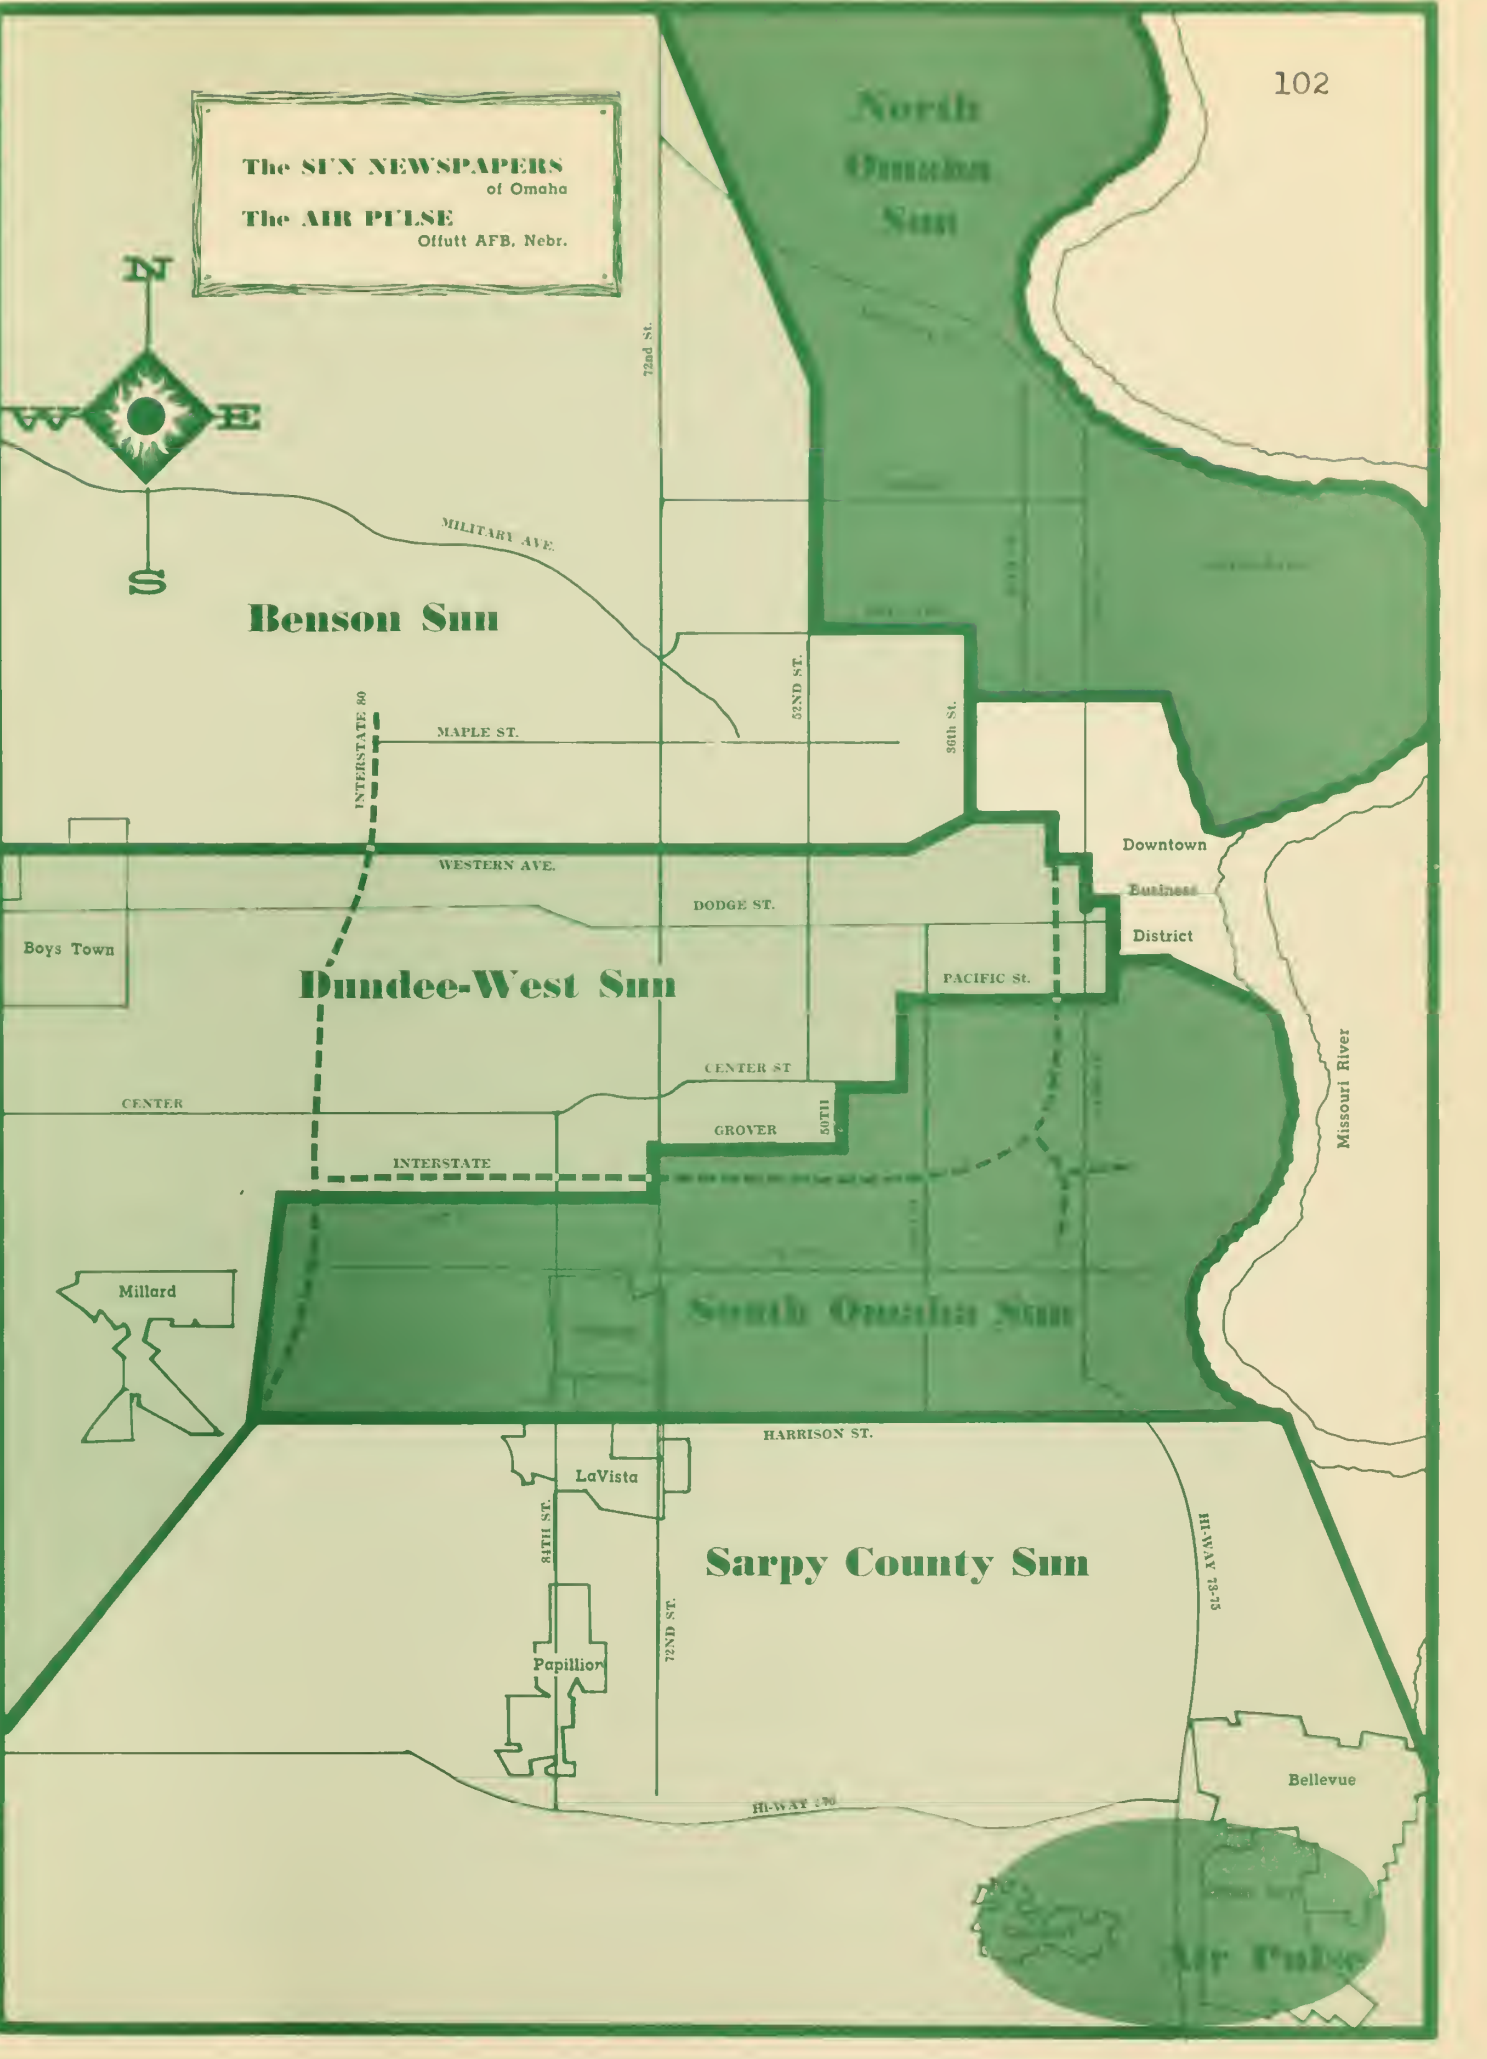 102
The SUN NEWSPAPERS
of Omaha
The AIR PULSE
Offutt AFB, Nebr.
North
Sun
N
W
E
S
72nd St.
MILITARY AVE.
Benson Sun
INTERSTATE 80
MAPLE ST.
52ND ST.
36th St.
WESTERN AVE.
DODGE ST.
Downtown
Business
District
Boys Town
Dundee-West Sun
PACIFIC St.
CENTER ST
CENTER
GROVER
50TH
INTERSTATE
Missouri River
Millard
South Omaha Sun
HARRISON ST.
LaVista
84TH ST.
72ND ST.
HI-WAY 73-75
Sarpy County Sun
Papillion
Bellevue
HI-WAY
Air Pulse